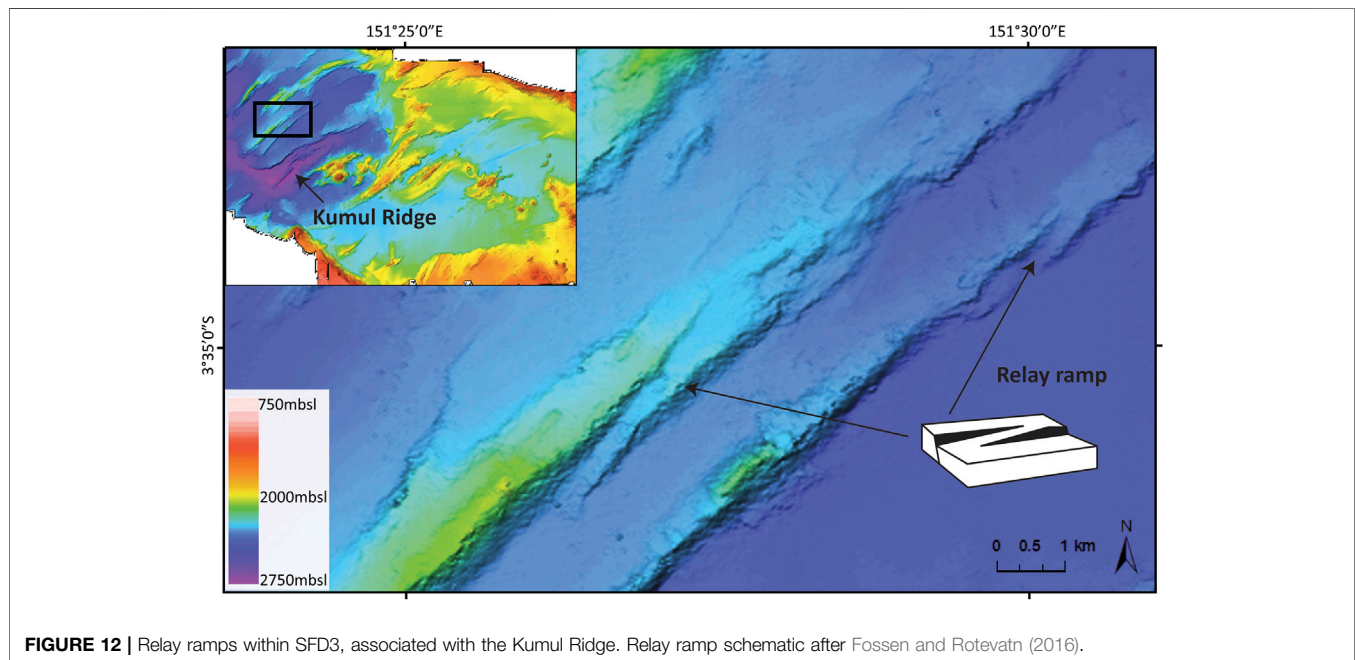 151°25'0"E
151°30'0"E
Kumul Ridge
3°35'0"S
Relay ramp
750mbsl
2000mbsl
2750mbsl
N
0 0.5 1 km
FIGURE 12 | Relay ramps within SFD3, associated with the Kumul Ridge. Relay ramp schematic after Fossen and Rotevatn (2016).